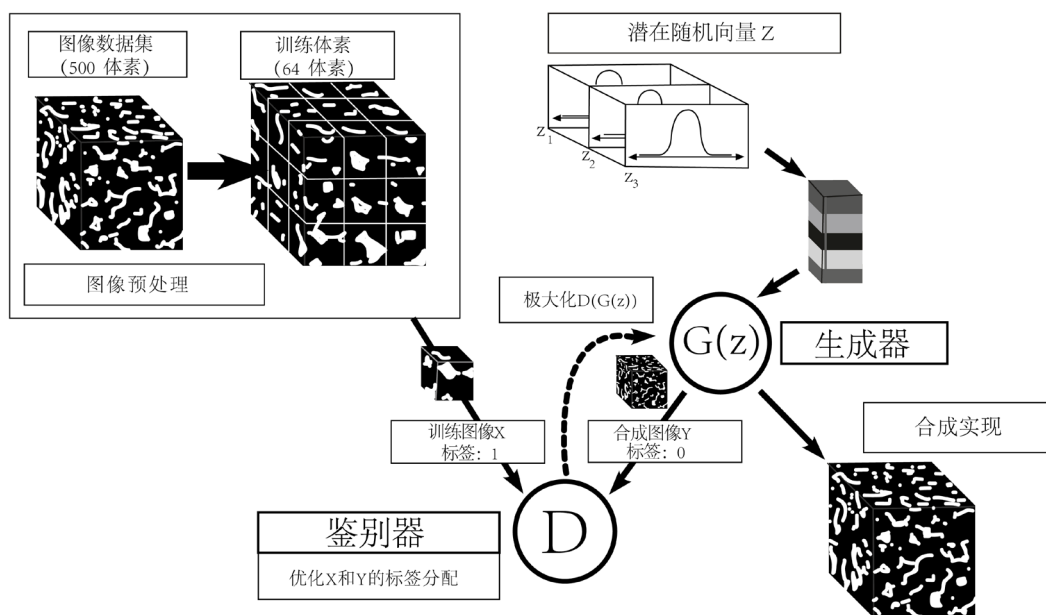 图像数据集
(500 体素)
训练体素
(64 体素)
图像预处理
潜在随机向量 Z
z1
z2
z3
极大化D(G(z))
G(z)
生成器
训练图像X
标签: 1
合成图像Y
标签: 0
合成实现
D
鉴别器
优化X和Y的标签分配